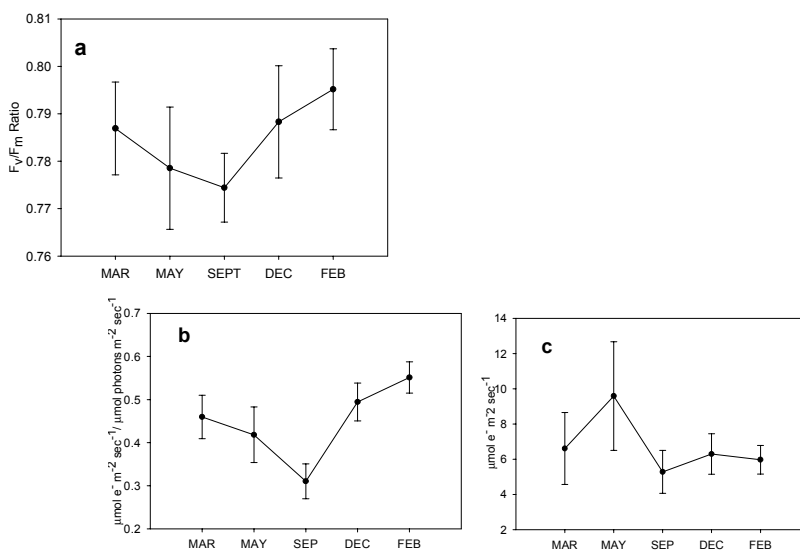 a
F_v/F_m Ratio
0.81
0.80
0.79
0.78
0.77
0.76
MAR MAY SEPT DEC FEB
b
μmol e⁻ m⁻² sec⁻¹/ μmol photons m⁻² sec⁻¹
0.7
0.6
0.5
0.4
0.3
0.2
MAR MAY SEP DEC FEB
c
μmol e⁻ m⁻2 sec⁻¹
14
12
10
8
6
4
2
MAR MAY SEP DEC FEB